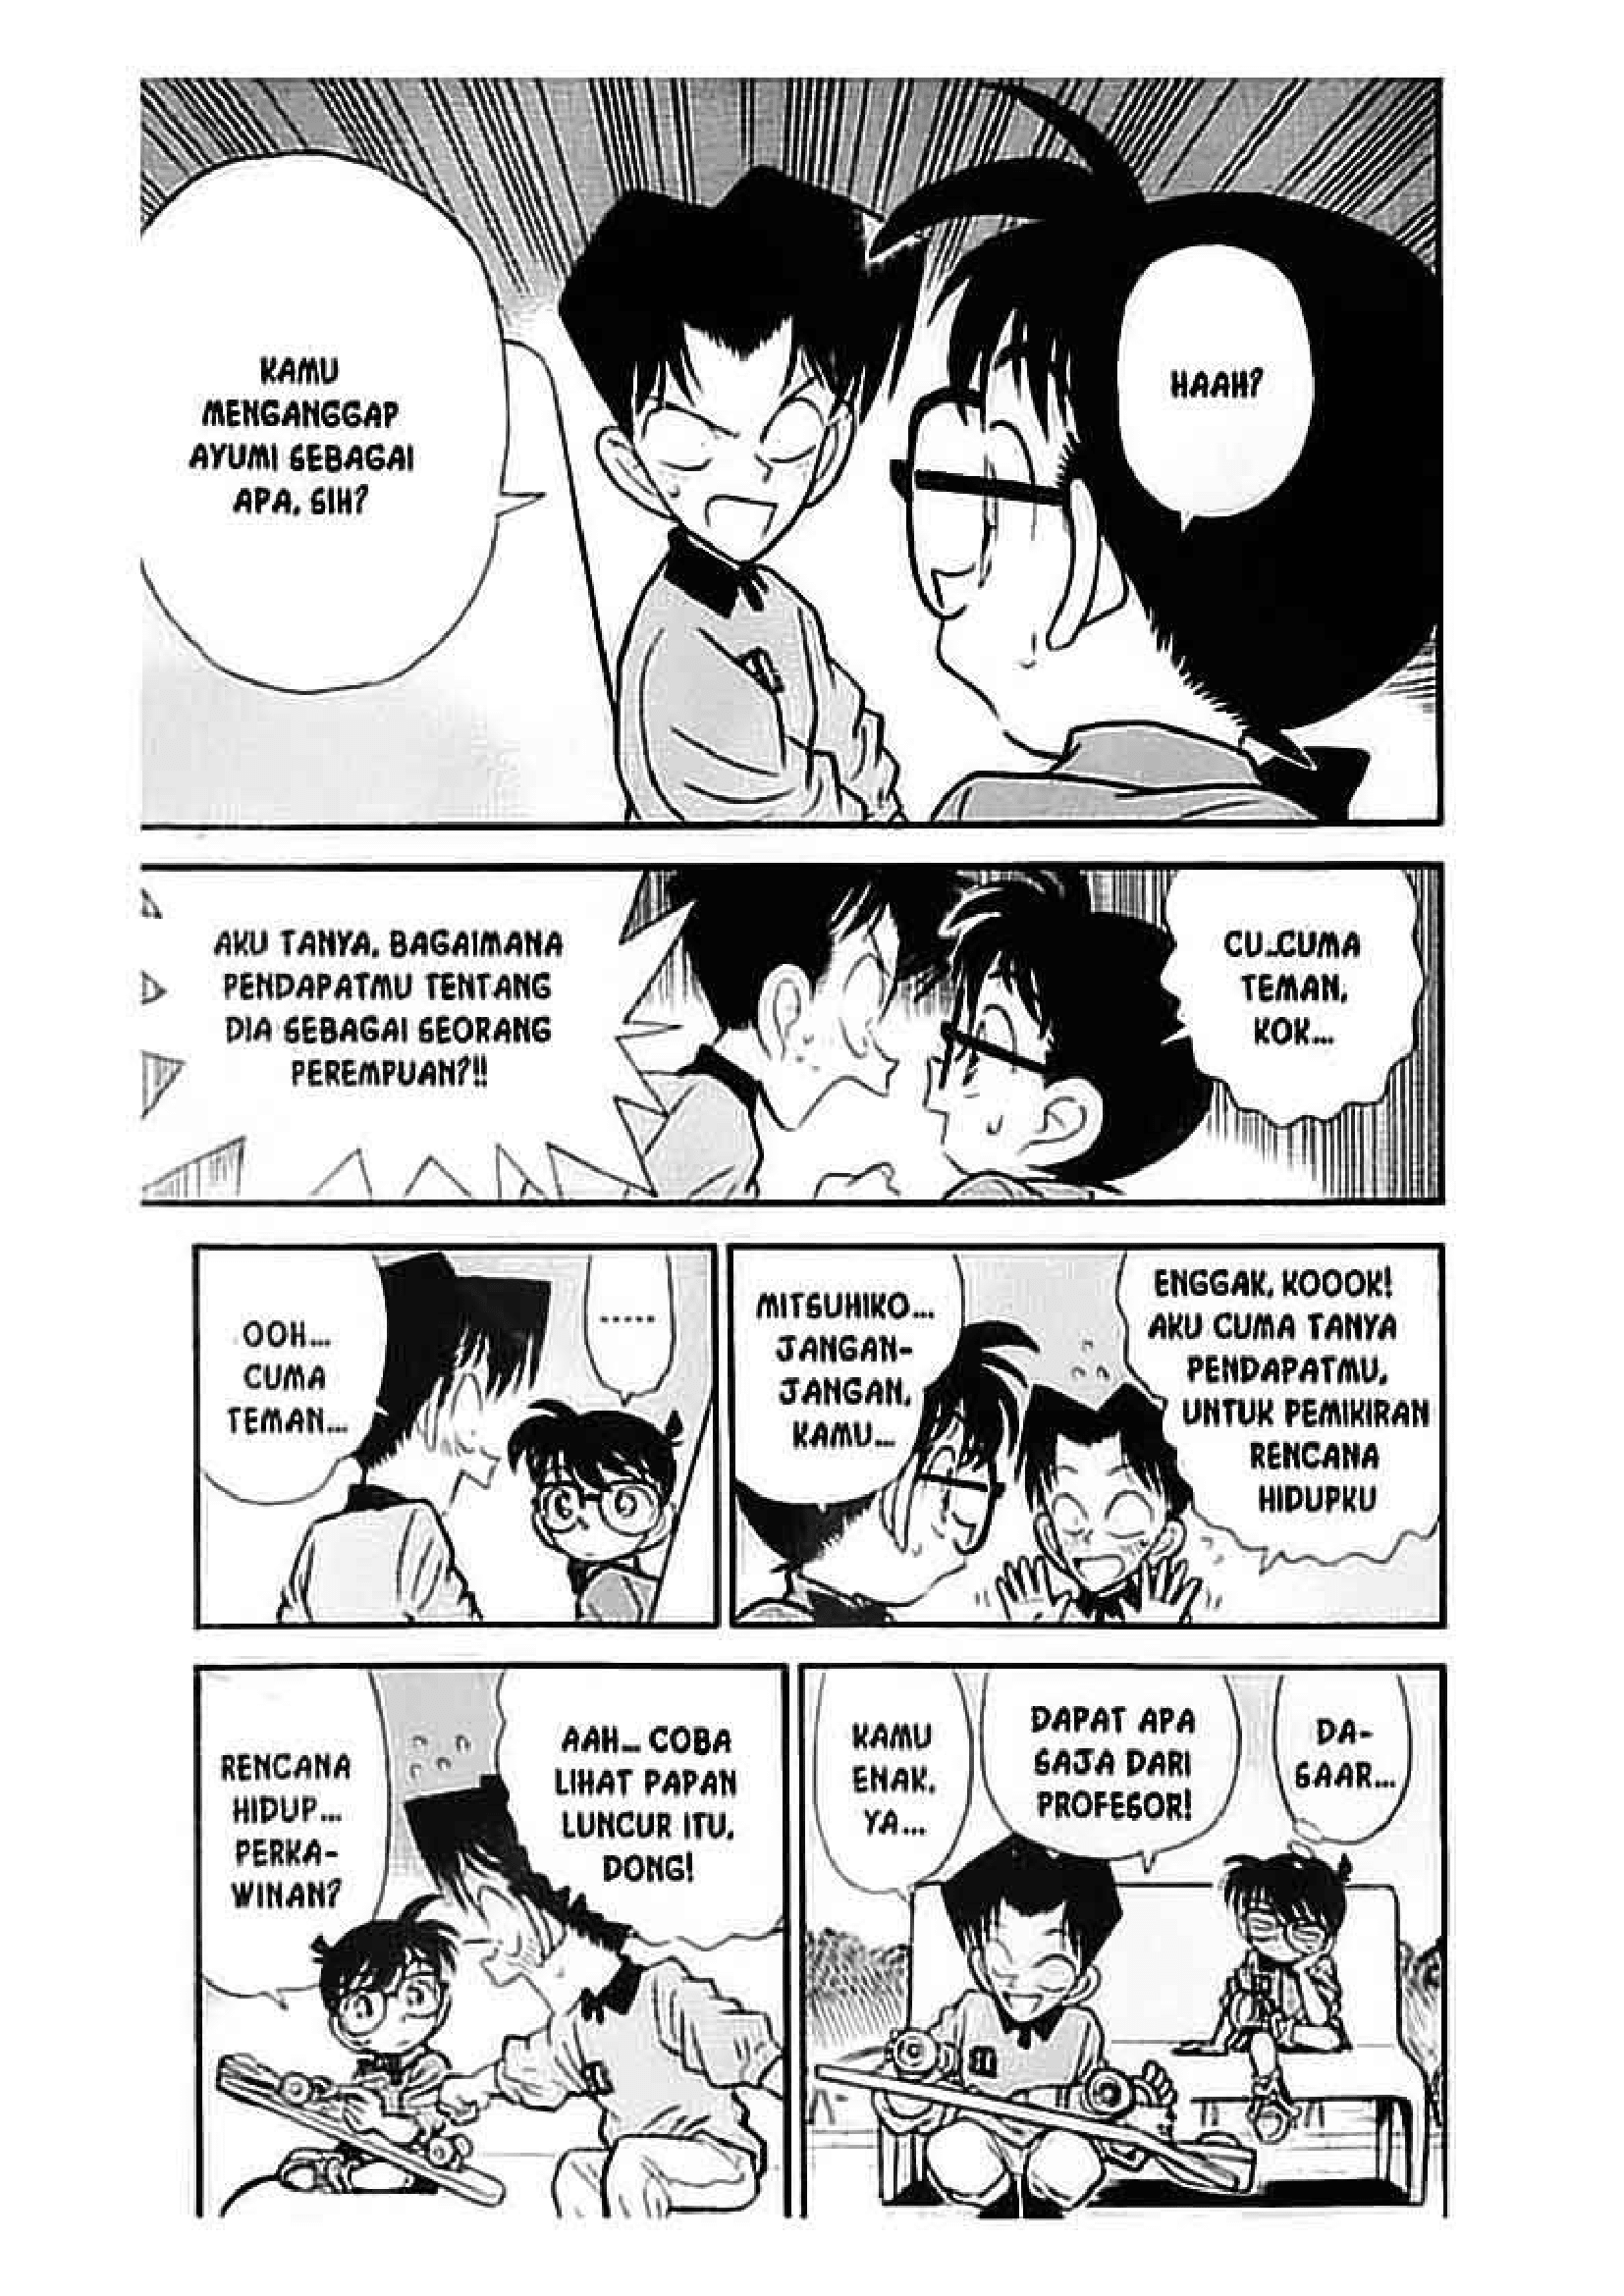 HAAH?
KAMU
MENGANGGAP
AYUMI SEBAGAI
APA, SIH?
CU..CUMA
TEMAN,
KOK...
AKU TANYA, BAGAIMANA
PENDAPATMU TENTANG
DIA SEBAGAI SEORANG
PEREMPUAN?!!
.....
OOH...
CUMA
TEMAN...
MITSUHIKO...
JANGAN-
JANGAN,
KAMU...
ENGGAK, KOOOK!
AKU CUMA TANYA
PENDAPATMU,
UNTUK PEMIKIRAN
RENCANA
HIDUPKU
RENCANA
HIDUP...
PERKA-
WINAN?
AAH... COBA
LIHAT PAPAN
LUNCUR ITU,
DONG!
KAMU
ENAK,
YA...
DAPAT APA
SAJA DARI
PROFESOR!
DA-
SAAR...